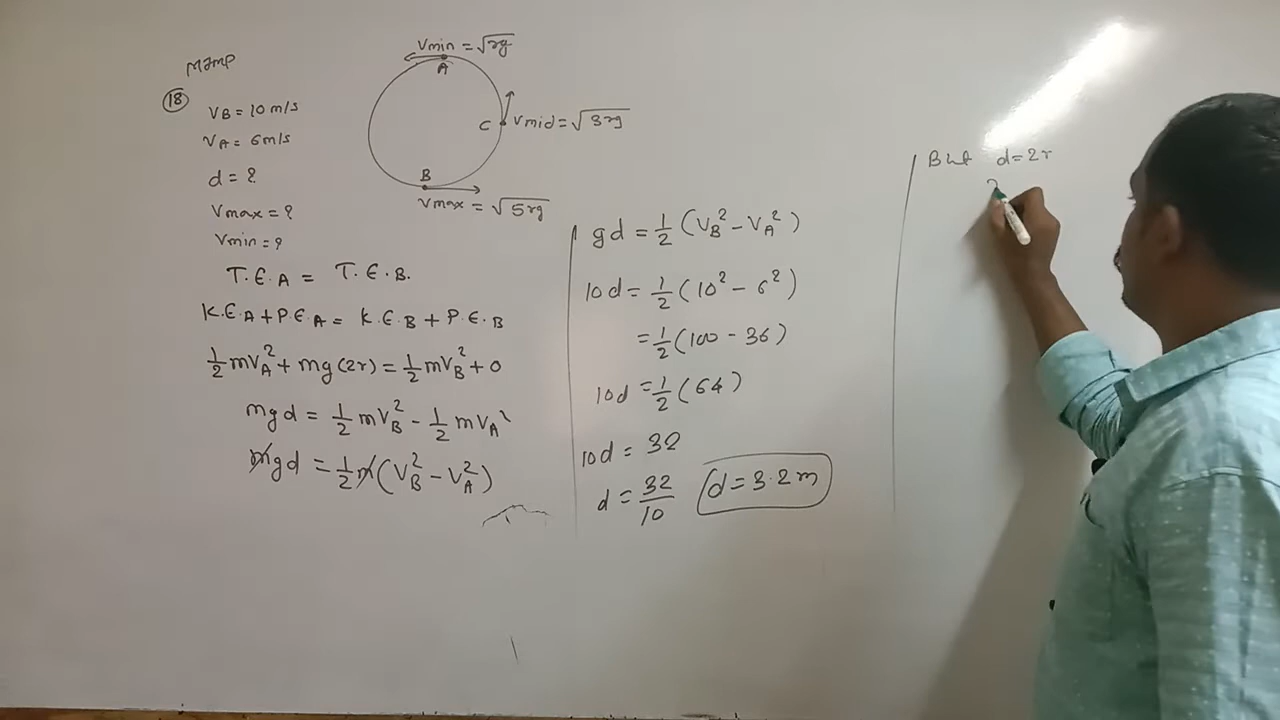 MJMP
18
VB = 10 m/s
VA = 6 m/s
d = ?
Vmax = ?
Vmin = ?
Vmin = √rg
A
C Vmid = √3rg
B
Vmax = √5rg
T.E.A = T.E.B.
K.E.A + P.E.A = K.E.B + P.E.B
1/2 mVA² + mg(2r) = 1/2 mVB² + 0
mgd = 1/2 mVB² - 1/2 mVA²
mgd = 1/2 m(VB² - VA²)
gd = 1/2 (VB² - VA²)
10d = 1/2 (10² - 6²)
= 1/2 (100 - 36)
10d = 1/2 (64)
10d = 32
d = 32/10 d = 3.2m
But d = 2r